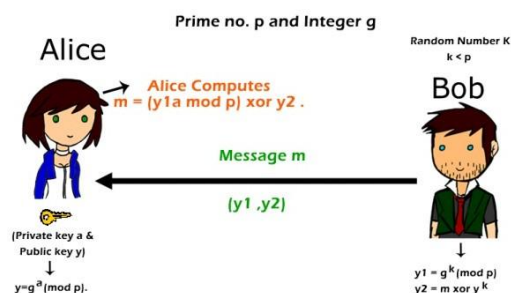 Prime no. p and Integer g
Alice
Random Number K
k < p
Alice Computes
m = (y1a mod p) xor y2 .
Bob
Message m
(y1 ,y2)
(Private key a &
Public key y)
y=g^a (mod p).
y1 = g^k (mod p)
y2 = m xor y^k